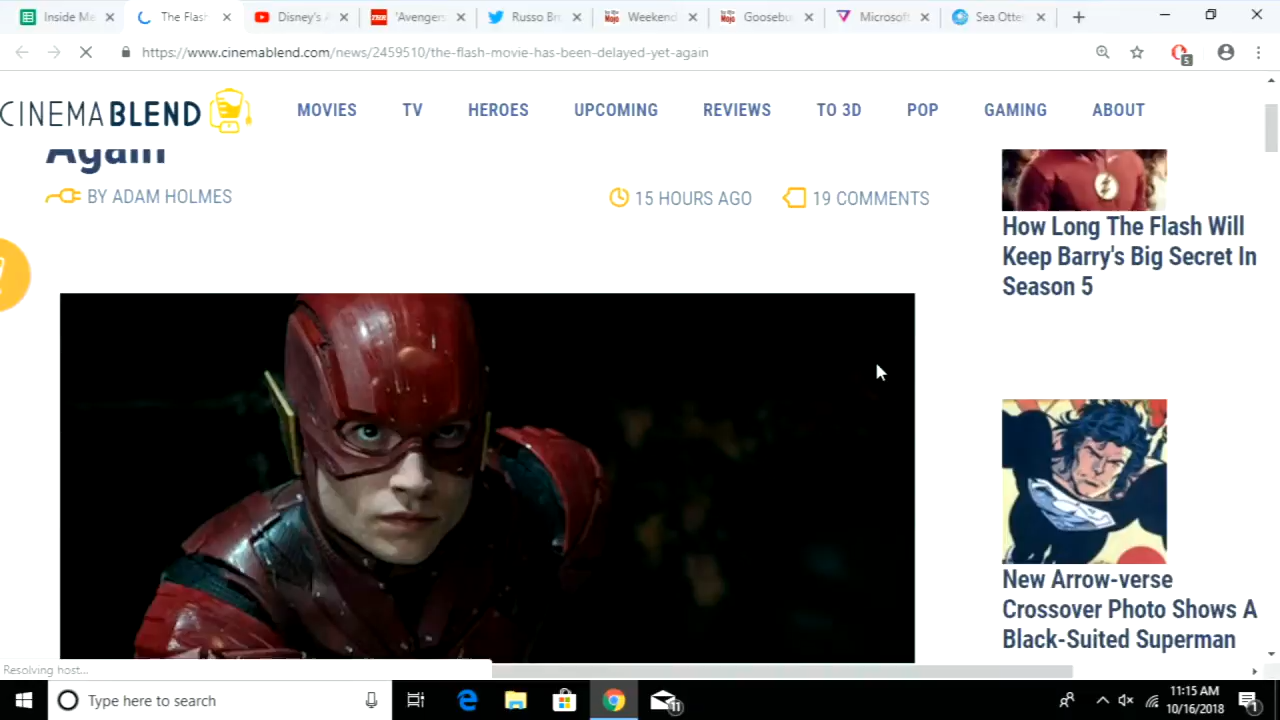 Inside Me
The Flash
Disney's A
'Avengers
Russo Bro
Weekend
Goosebu
Microsoft
Sea Otte
https://www.cinemablend.com/news/2459510/the-flash-movie-has-been-delayed-yet-again
5
CINEMABLEND
MOVIES
TV
HEROES
UPCOMING
REVIEWS
TO 3D
POP
GAMING
ABOUT
Again
BY ADAM HOLMES
15 HOURS AGO
19 COMMENTS
How Long The Flash Will
Keep Barry's Big Secret In
Season 5
New Arrow-verse
Crossover Photo Shows A
Black-Suited Superman
Resolving host...
Type here to search
11
11:15 AM
10/16/2018
1